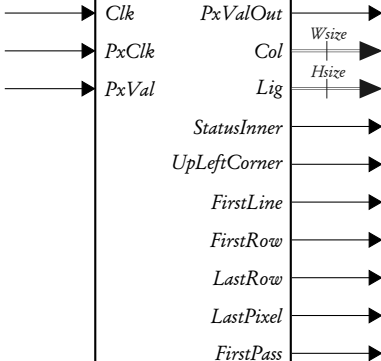 Clk PxValOut
Wsize
PxClk Col
Hsize
PxVal Lig
StatusInner
UpLeftCorner
FirstLine
FirstRow
LastRow
LastPixel
FirstPass